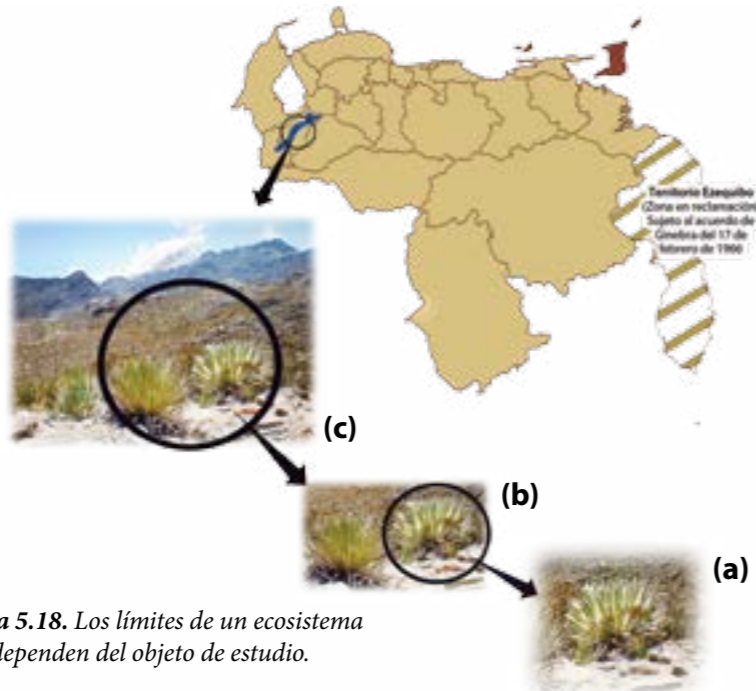 Territorio Esequibo
(Zona en reclamación
Sujeto al acuerdo de
Ginebra del 17 de
febrero de 1966
(c)
(b)
(a)
a 5.18. Los límites de un ecosistema
dependen del objeto de estudio.